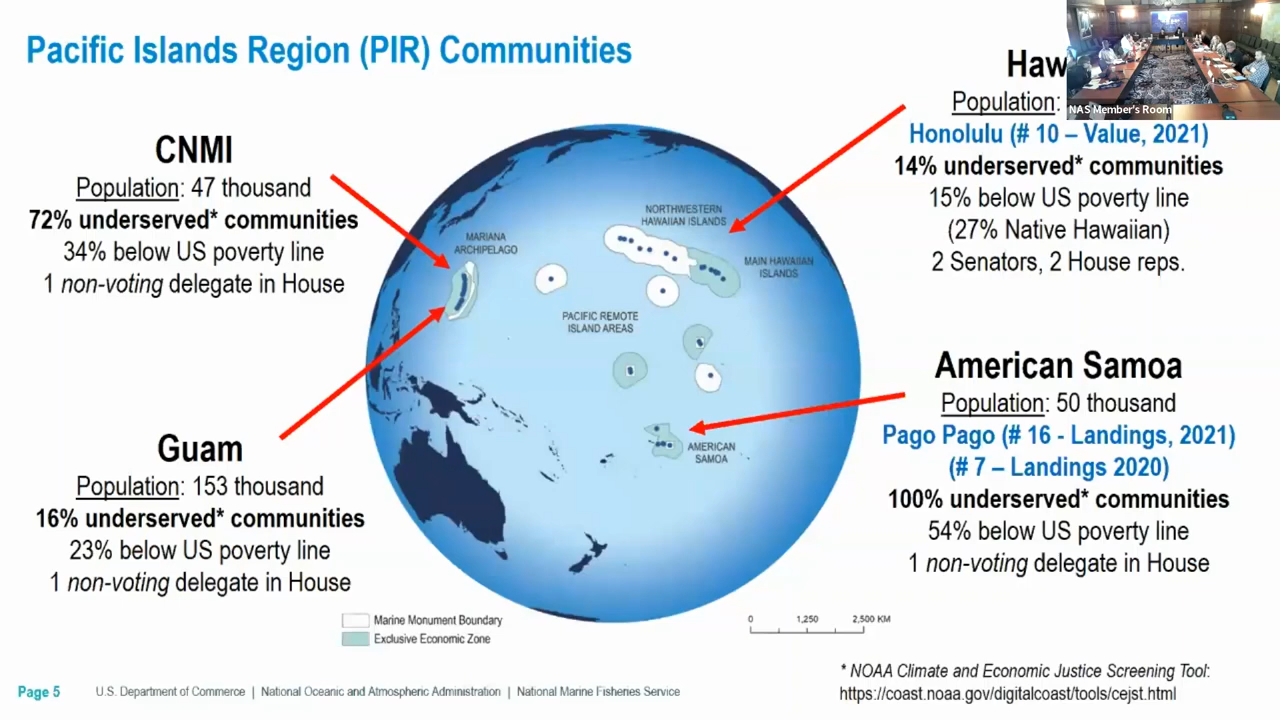 Pacific Islands Region (PIR) Communities
NAS Member's Room
CNMI
Population: 47 thousand
72% underserved* communities
34% below US poverty line
1 non-voting delegate in House
Population:
Honolulu (# 10 – Value, 2021)
14% underserved* communities
15% below US poverty line
(27% Native Hawaiian)
2 Senators, 2 House reps.
MARIANA
ARCHIPELAGO
NORTHWESTERN
HAWAIIAN ISLANDS
MAIN HAWAIIAN
ISLANDS
PACIFIC REMOTE
ISLAND AREAS
AMERICAN
SAMOA
Guam
Population: 153 thousand
16% underserved* communities
23% below US poverty line
1 non-voting delegate in House
American Samoa
Population: 50 thousand
Pago Pago (# 16 - Landings, 2021)
(# 7 – Landings 2020)
100% underserved* communities
54% below US poverty line
1 non-voting delegate in House
Marine Monument Boundary
Exclusive Economic Zone
0 1,250 2,500 KM
* NOAA Climate and Economic Justice Screening Tool:
https://coast.noaa.gov/digitalcoast/tools/cejst.html
Page 5 U.S. Department of Commerce | National Oceanic and Atmospheric Administration | National Marine Fisheries Service